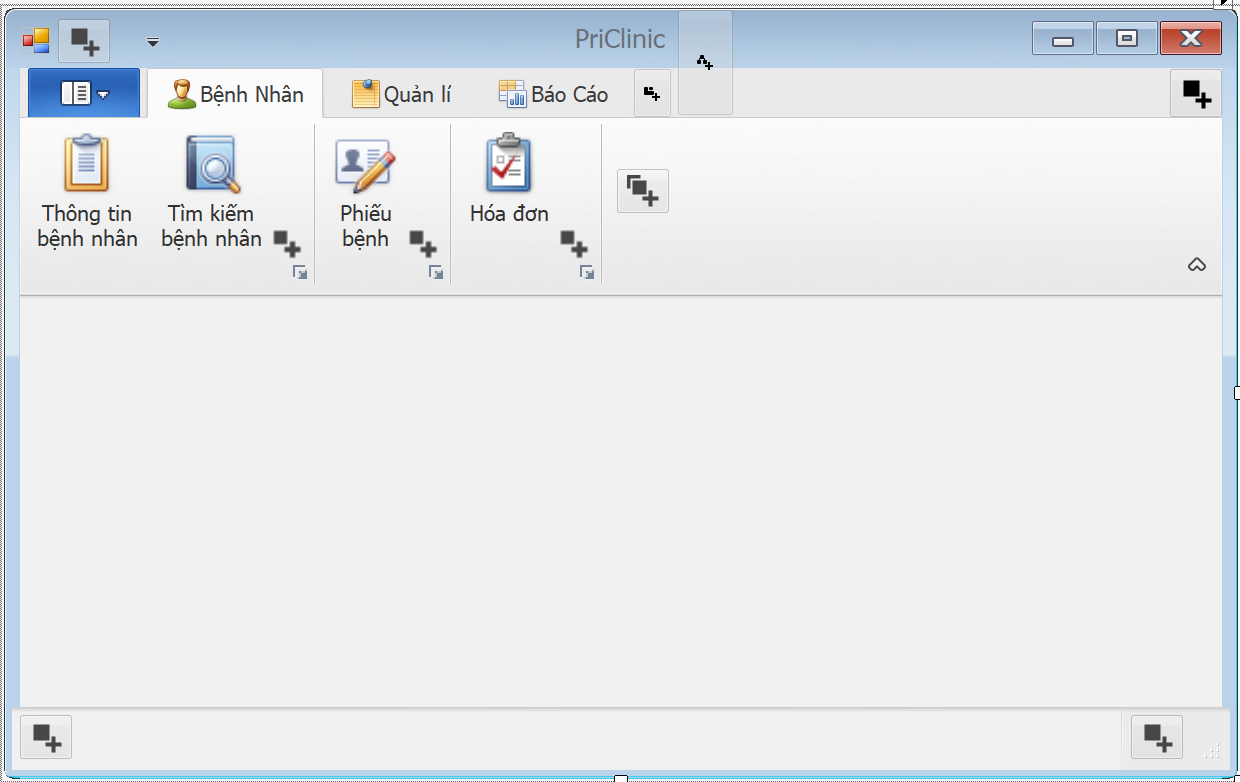 PriClinic
Bệnh Nhân
Quản lí
Báo Cáo
Thông tin
bệnh nhân
Tìm kiếm
bệnh nhân
Phiếu
bệnh
Hóa đơn